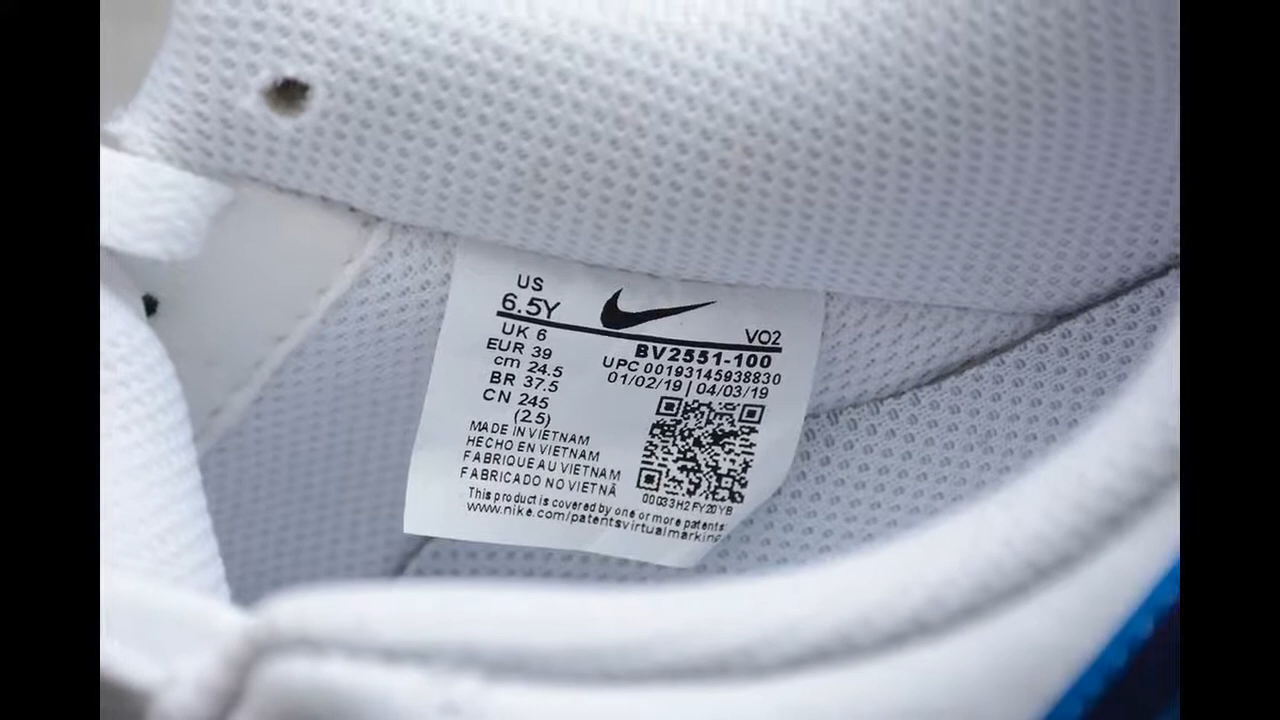 US
6.5Y
UK 6
EUR 39
cm 24.5
BR 37.5
CN 245
(2.5)
VO2
BV2551-100
UPC 00193145938830
01/02/19 | 04/03/19
00033H2FY20YB
MADE IN VIETNAM
HECHO EN VIETNAM
FABRIQUE AU VIETNAM
FABRICADO NO VIETNÃ
This product is covered by one or more patents
www.nike.com/patentsvirtualmarking